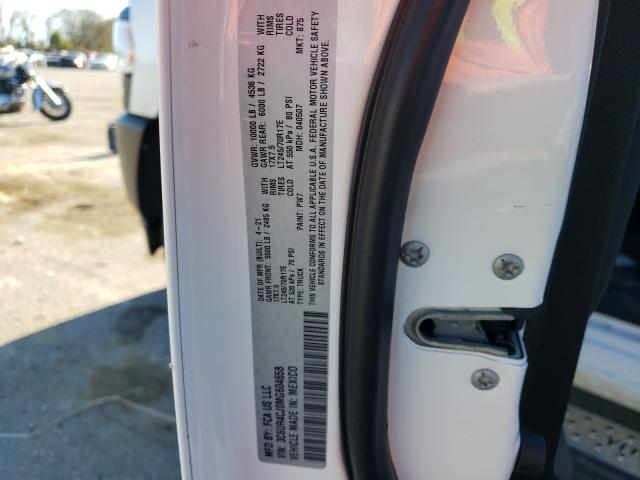 MFD BY: FCA US LLC
DATE OF MFR (BUILT): 4-21
GVWR: 10000 LB / 4536 KG
GAWR FRONT: 5500 LB / 2495 KG WITH
GAWR REAR: 6000 LB / 2722 KG WITH
17X7.5 RIMS
17X7.5 RIMS
LT245/70R17E TIRES
LT245/70R17E TIRES
AT 520 kPa / 75 PSI COLD
AT 550 kPa / 80 PSI COLD
VIN: 3C6UR4CJ0MG604658
TYPE: TRUCK
PAINT: PW7
MDH: 040507
MKT: 875
VEHICLE MADE IN: MEXICO
THIS VEHICLE CONFORMS TO ALL APPLICABLE U.S.A. FEDERAL MOTOR VEHICLE SAFETY
STANDARDS IN EFFECT ON THE DATE OF MANUFACTURE SHOWN ABOVE.